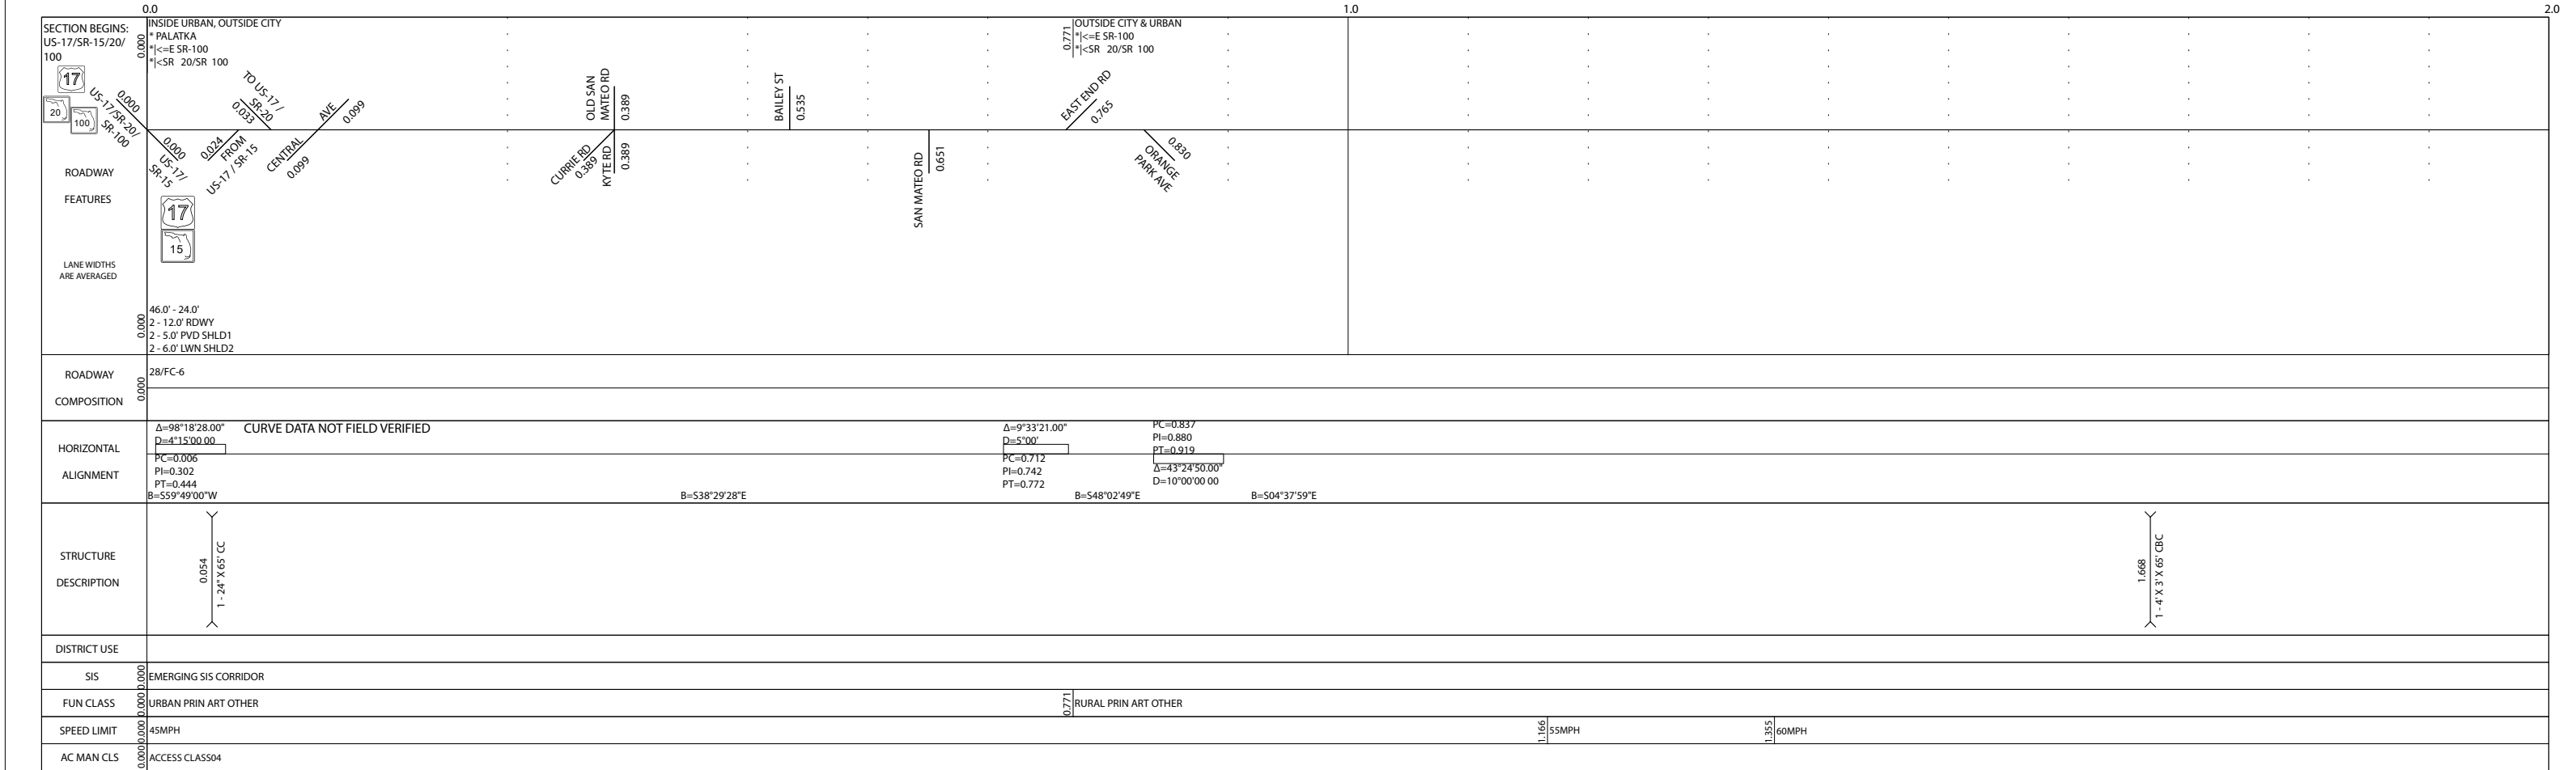 0.0
1.0
2.0
SECTION BEGINS:
US-17/SR-15/20/
100
0.000
INSIDE URBAN, OUTSIDE CITY
* PALATKA
*|<=E SR-100
*|<SR 20/SR 100
0.771
OUTSIDE CITY & URBAN
*|<=E SR-100
*|<SR 20/SR 100
17
20
100
0.000
US-17/SR-20/
SR-100
0.000
US-17/
SR-15
17
15
TO US-17/
SR-20
0.033
0.024
FROM
US-17 / SR-15
CENTRAL AVE
0.099
0.099
OLD SAN
MATEO RD
0.389
CURRIE RD
0.389
KYTE RD
0.389
BAILEY ST
0.535
SAN MATEO RD
0.651
EAST END RD
0.765
0.830
ORANGE
PARK AVE
ROADWAY
FEATURES
LANE WIDTHS
ARE AVERAGED
0.000
46.0' - 24.0'
2 - 12.0' RDWY
2 - 5.0' PVD SHLD1
2 - 6.0' LWN SHLD2
ROADWAY
COMPOSITION
0.000
28/FC-6
HORIZONTAL
ALIGNMENT
Δ=98°18'28.00"
D=4°15'00 00
CURVE DATA NOT FIELD VERIFIED
PC=0.006
PI=0.302
PT=0.444
B=S59°49'00"W
B=S38°29'28"E
Δ=9°33'21.00"
D=5°00'
PC=0.712
PI=0.742
PT=0.772
B=S48°02'49"E
PC=0.837
PI=0.880
PT=0.919
Δ=43°24'50.00"
D=10°00'00 00
B=S04°37'59"E
STRUCTURE
DESCRIPTION
0.054
1 - 24" X 65' CC
1.668
1 - 4' X 3' X 65' CBC
DISTRICT USE
SIS
0.000
EMERGING SIS CORRIDOR
FUN CLASS
0.000
URBAN PRIN ART OTHER
0.771
RURAL PRIN ART OTHER
SPEED LIMIT
0.000
45MPH
1.166
55MPH
1.355
60MPH
AC MAN CLS
0.000
ACCESS CLASS04